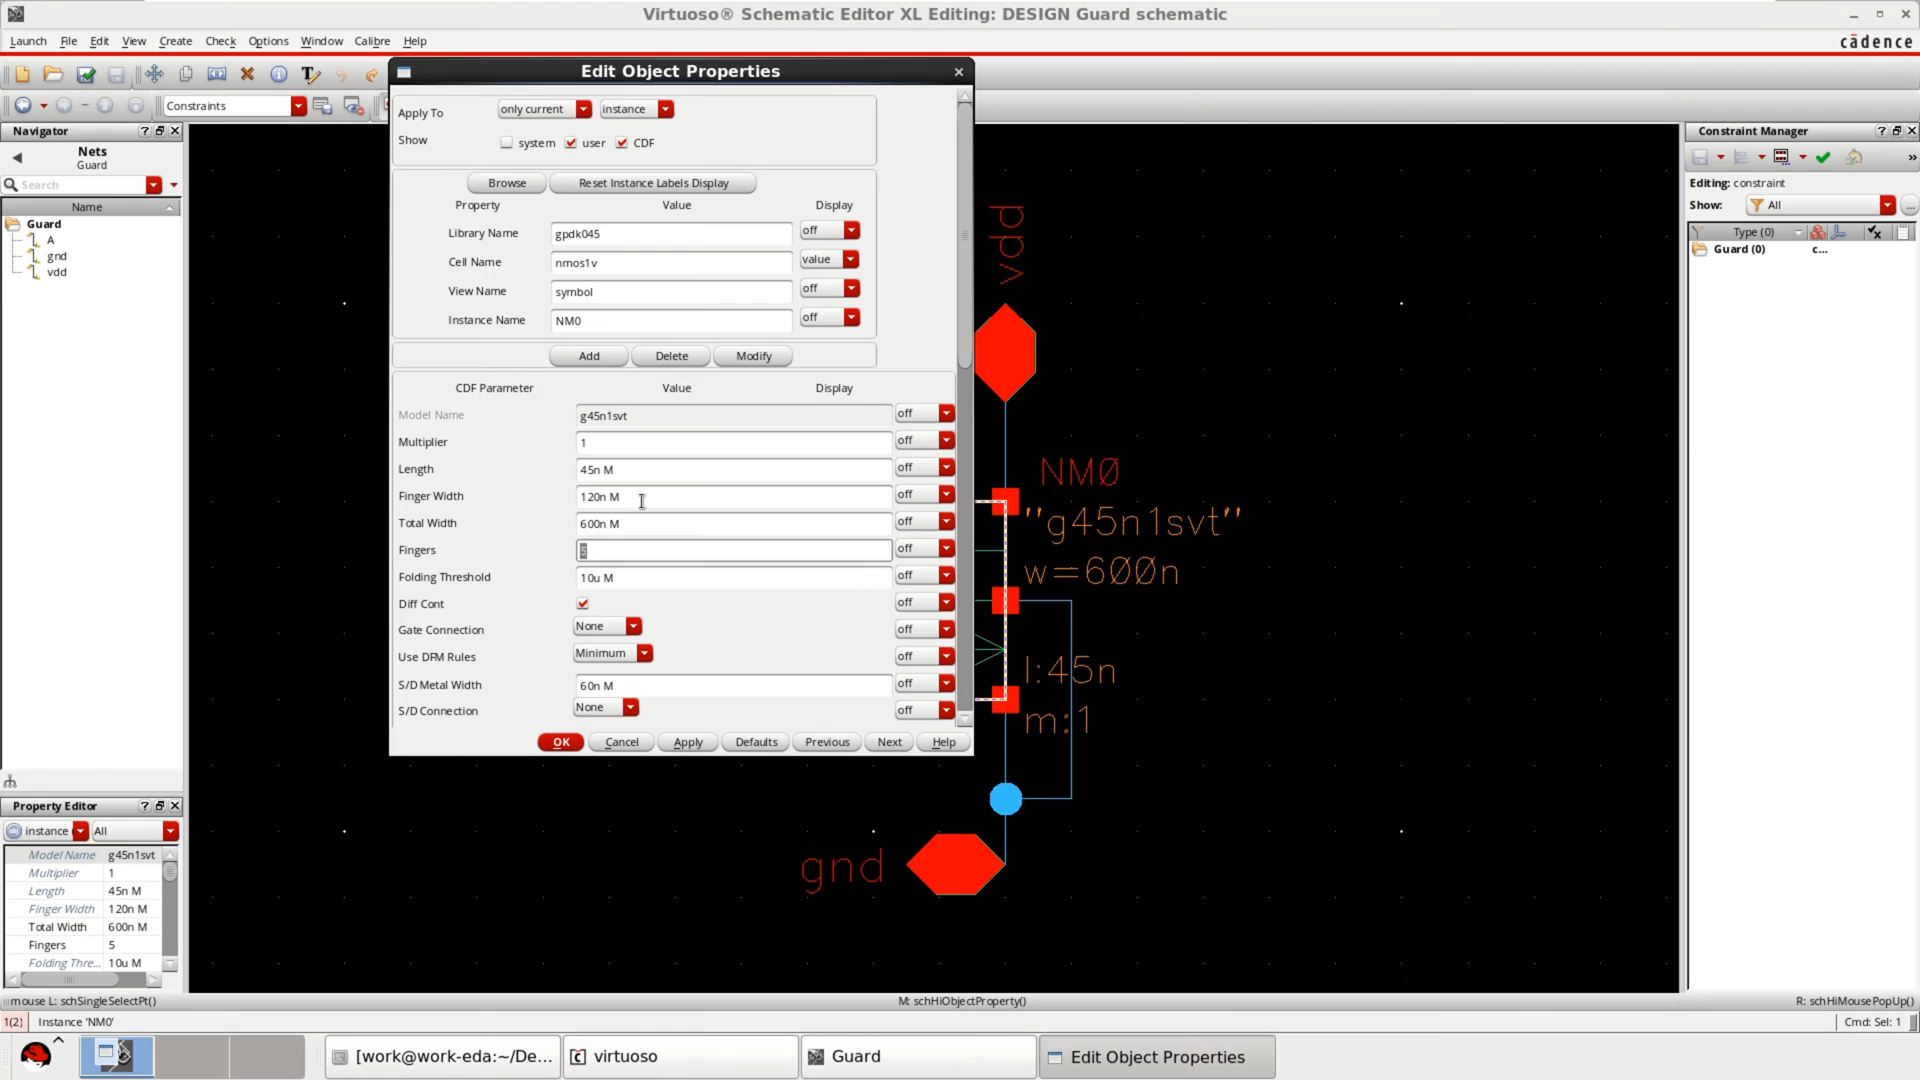 Virtuoso® Schematic Editor XL Editing: DESIGN Guard schematic
Launch File Edit View Create Check Options Window Calibre Help
cādence
Constraints
Navigator
Nets
Guard
Search
Name
Guard
A
gnd
vdd
Property Editor
instance All
Model Name g45n1svt
Multiplier 1
Length 45n M
Finger Width 120n M
Total Width 600n M
Fingers 5
Folding Thre... 10u M
Edit Object Properties
Apply To only current instance
Show system user CDF
Browse Reset Instance Labels Display
Property Value Display
Library Name gpdk045 off
Cell Name nmos1v value
View Name symbol off
Instance Name NM0 off
Add Delete Modify
CDF Parameter Value Display
Model Name g45n1svt off
Multiplier 1 off
Length 45n M off
Finger Width 120n M off
Total Width 600n M off
Fingers 5 off
Folding Threshold 10u M off
Diff Cont off
Gate Connection None off
Use DFM Rules Minimum off
S/D Metal Width 60n M off
S/D Connection None off
OK Cancel Apply Defaults Previous Next Help
vdd
NM0
"g45n1svt"
w=600n
l:45n
m:1
gnd
Constraint Manager
»
Editing: constraint
Show: All ...
Type (0)
Guard (0) c...
mouse L: schSingleSelectPt() M: schHiObjectProperty() R: schHiMousePopUp()
1(2) Instance 'NM0' Cmd: Sel: 1
[work@work-eda:~/De... virtuoso Guard Edit Object Properties